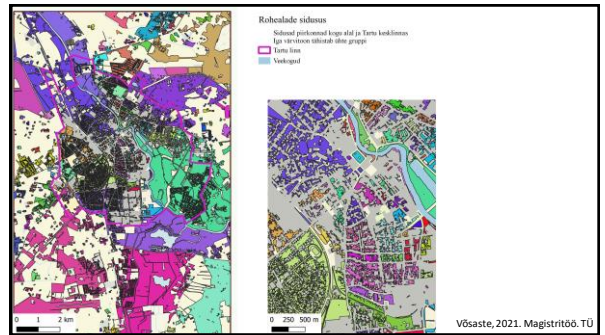 Rohealade sidusus
Sidusad piirkonnad kogu alal ja Tartu kesklinnas
Iga värvitoon tähistab ühte gruppi
Tartu linn
Veekogud
0 1 2 km
0 250 500 m
Võsaste, 2021. Magistritöö. TÜ